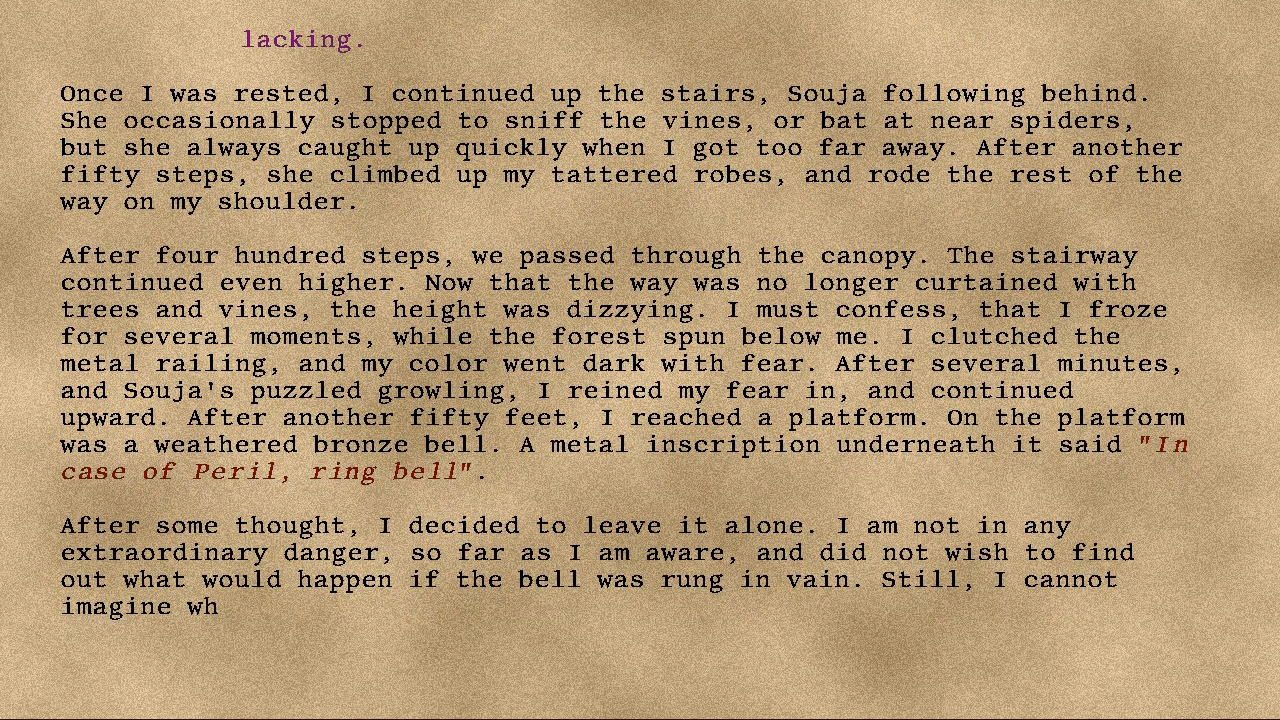 lacking.
Once I was rested, I continued up the stairs, Souja following behind.
She occasionally stopped to sniff the vines, or bat at near spiders,
but she always caught up quickly when I got too far away. After another
fifty steps, she climbed up my tattered robes, and rode the rest of the
way on my shoulder.
After four hundred steps, we passed through the canopy. The stairway
continued even higher. Now that the way was no longer curtained with
trees and vines, the height was dizzying. I must confess, that I froze
for several moments, while the forest spun below me. I clutched the
metal railing, and my color went dark with fear. After several minutes,
and Souja's puzzled growling, I reined my fear in, and continued
upward. After another fifty feet, I reached a platform. On the platform
was a weathered bronze bell. A metal inscription underneath it said "In
case of Peril, ring bell".
After some thought, I decided to leave it alone. I am not in any
extraordinary danger, so far as I am aware, and did not wish to find
out what would happen if the bell was rung in vain. Still, I cannot
imagine wh